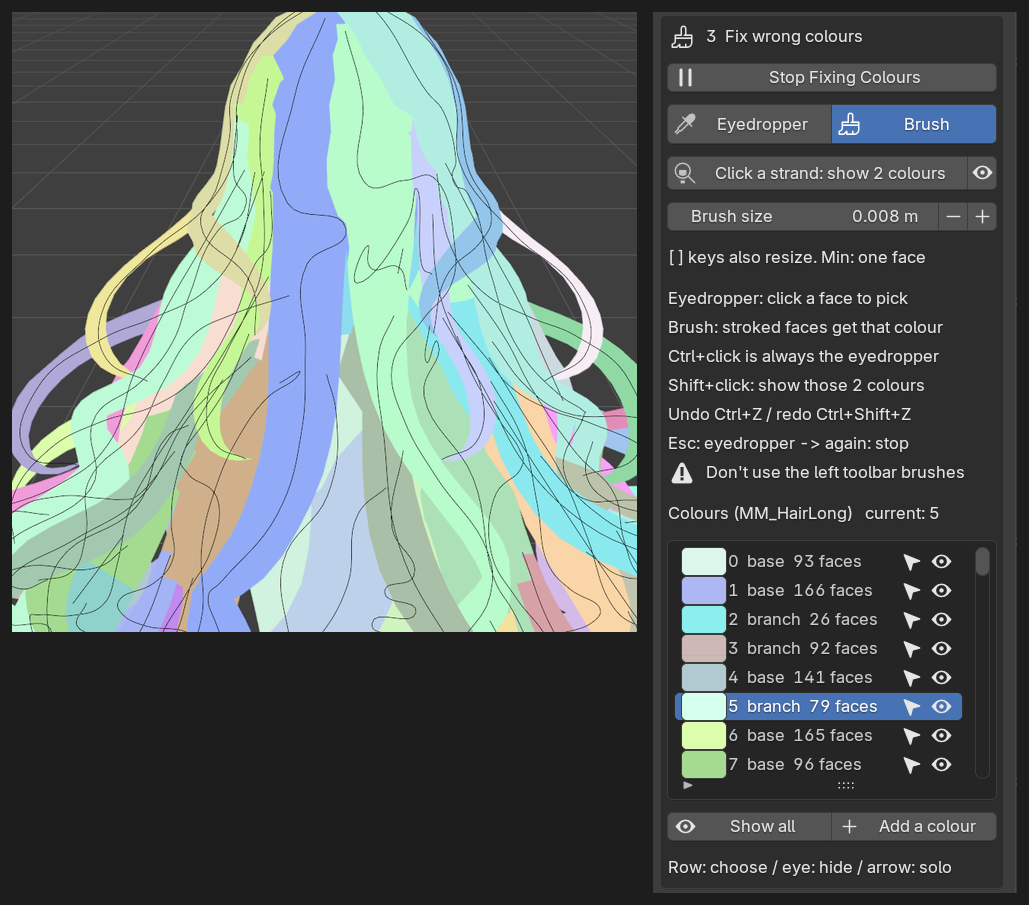 3 Fix wrong colours
Stop Fixing Colours
Eyedropper Brush
Click a strand: show 2 colours
Brush size 0.008 m
[ ] keys also resize. Min: one face
Eyedropper: click a face to pick
Brush: stroked faces get that colour
Ctrl+click is always the eyedropper
Shift+click: show those 2 colours
Undo Ctrl+Z / redo Ctrl+Shift+Z
Esc: eyedropper -> again: stop
Don't use the left toolbar brushes
Colours (MM_HairLong) current: 5
0 base 93 faces
1 base 166 faces
2 branch 26 faces
3 branch 92 faces
4 base 141 faces
5 branch 79 faces
6 base 165 faces
7 base 96 faces
Show all Add a colour
Row: choose / eye: hide / arrow: solo